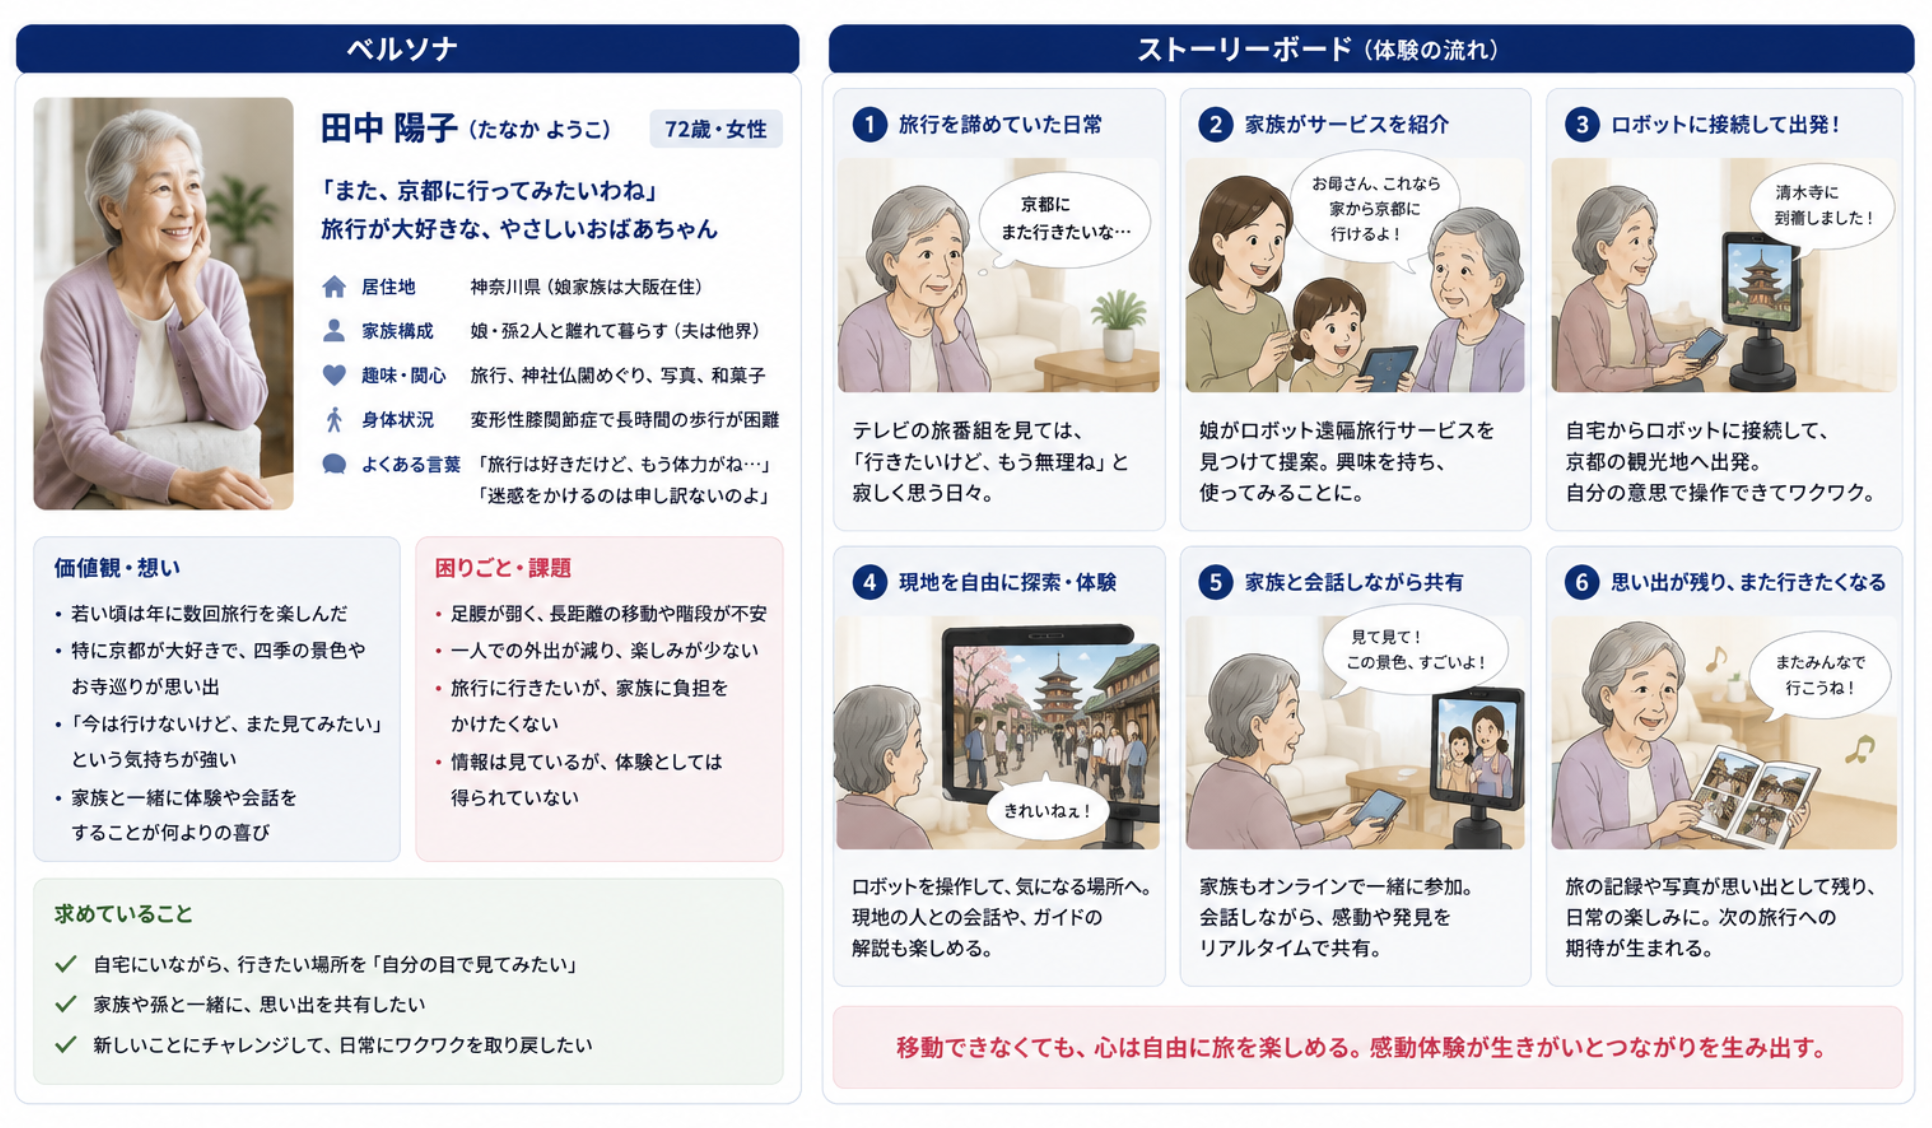 ペルソナ
田中 陽子（たなか ようこ）
72歳・女性
「また、京都に行ってみたいわね」
旅行が大好きな、やさしいおばあちゃん
居住地 神奈川県（娘家族は大阪在住）
家族構成 娘・孫2人と離れて暮らす（夫は他界）
趣味・関心 旅行、神社仏閣めぐり、写真、和菓子
身体状況 変形性膝関節症で長時間の歩行が困難
よくある言葉 「旅行は好きだけど、もう体力がね…」
「迷惑をかけるのは申し訳ないのよ」
価値観・想い
• 若い頃は年に数回旅行を楽しんだ
• 特に京都が大好きで、四季の景色や
お寺巡りが思い出
• 「今は行けないけど、また見てみたい」
という気持ちが強い
• 家族と一緒に体験や会話を
することが何よりの喜び
困りごと・課題
• 足腰が弱く、長距離の移動や階段が不安
• 一人での外出が減り、楽しみが少ない
• 旅行に行きたいが、家族に負担を
かけたくない
• 情報は見ているが、体験としては
得られていない
求めていること
自宅にいながら、行きたい場所を「自分の目で見てみたい」
家族や孫と一緒に、思い出を共有したい
新しいことにチャレンジして、日常にワクワクを取り戻したい
ストーリーボード（体験の流れ）
1 旅行を諦めていた日常
京都に
また行きたいな…
テレビの旅番組を見ては、
「行きたいけど、もう無理ね」と
寂しく思う日々。
2 家族がサービスを紹介
お母さん、これなら
家から京都に
行けるよ！
娘がロボット遠隔旅行サービスを
見つけて提案。興味を持ち、
使ってみることに。
3 ロボットに接続して出発！
清水寺に
到着しました！
自宅からロボットに接続して、
京都の観光地へ出発。
自分の意思で操作できてワクワク。
4 現地を自由に探索・体験
きれいねぇ！
ロボットを操作して、気になる場所へ。
現地の人との会話や、ガイドの
解説も楽しめる。
5 家族と会話しながら共有
見て見て！
この景色、すごいよ！
家族もオンラインで一緒に参加。
会話しながら、感動や発見を
リアルタイムで共有。
6 思い出が残り、また行きたくなる
またみんなで
行こうね！
旅の記録や写真が思い出として残り、
日常の楽しみに。次の旅行への
期待が生まれる。
移動できなくても、心は自由に旅を楽しめる。感動体験が生きがいとつながりを生み出す。